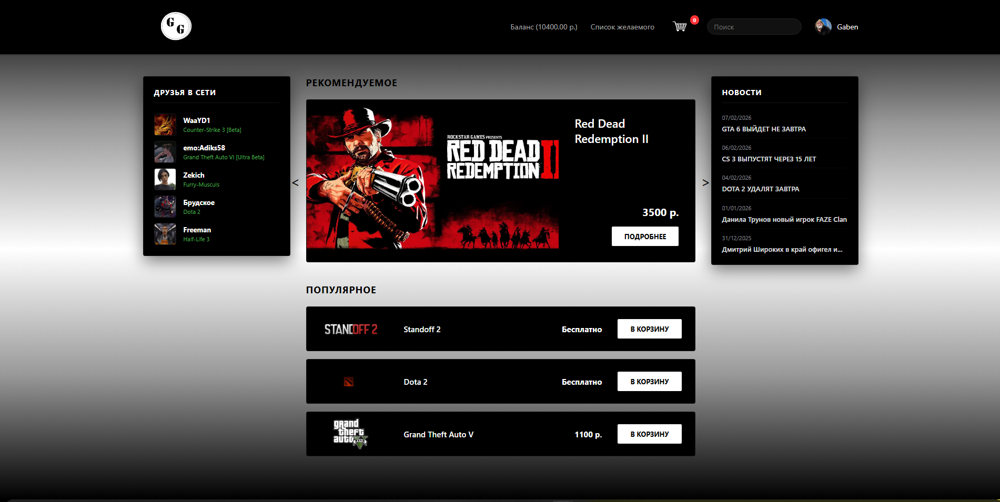 G G
Баланс (10400.00 р.)
Список желаемого
0
Поиск
Gaben
ДРУЗЬЯ В СЕТИ
WaaYD1
Counter-Strike 3 [Beta]
emo:Adiks58
Grand Theft Auto VI [Ultra Beta]
Zekich
Furry-Musculs
Брудское
Dota 2
Freeman
Half-Life 3
РЕКОМЕНДУЕМОЕ
<
ROCKSTAR GAMES PRESENTS
RED DEAD
REDEMPTION II
Red Dead
Redemption II
3500 р.
ПОДРОБНЕЕ
>
ПОПУЛЯРНОЕ
STANDOFF 2
Standoff 2
Бесплатно
В КОРЗИНУ
Dota 2
Бесплатно
В КОРЗИНУ
grand
theft
auto
V
FIVE
Grand Theft Auto V
1100 р.
В КОРЗИНУ
НОВОСТИ
07/02/2026
GTA 6 ВЫЙДЕТ НЕ ЗАВТРА
06/02/2026
CS 3 ВЫПУСТЯТ ЧЕРЕЗ 15 ЛЕТ
04/02/2026
DOTA 2 УДАЛЯТ ЗАВТРА
01/01/2026
Данила Трунов новый игрок FAZE Clan
31/12/2025
Дмитрий Широких в край офигел и...